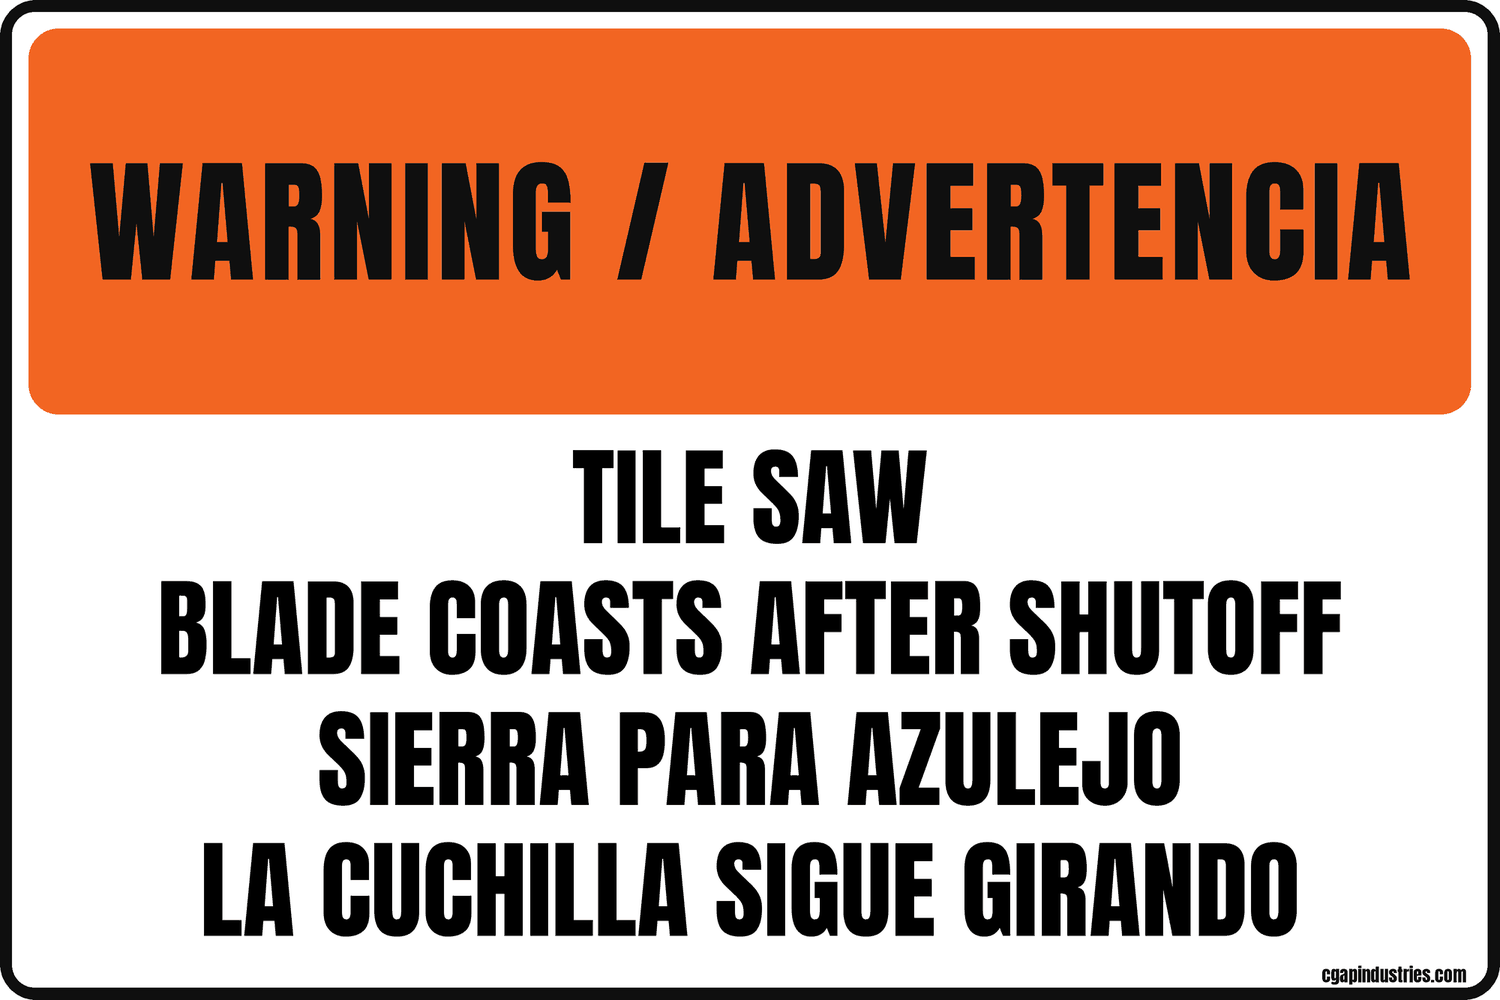 WARNING / ADVERTENCIA
TILE SAW
BLADE COASTS AFTER SHUTOFF
SIERRA PARA AZULEJO
LA CUCHILLA SIGUE GIRANDO
cgapindustries.com